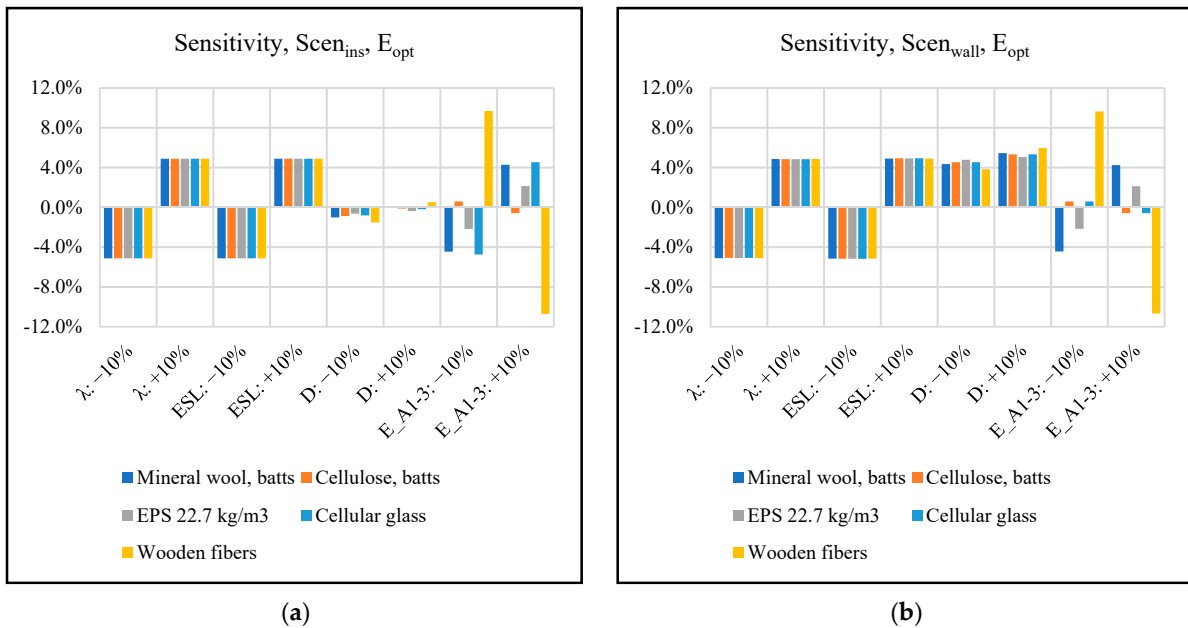 Sensitivity, Scen_ins, E_opt
12.0%
8.0%
4.0%
0.0%
-4.0%
-8.0%
-12.0%
λ: −10%
λ: +10%
ESL: −10%
ESL: +10%
D: −10%
D: +10%
E_A1-3: −10%
E_A1-3: +10%
Mineral wool, batts Cellulose, batts
EPS 22.7 kg/m3 Cellular glass
Wooden fibers
(a)
Sensitivity, Scen_wall, E_opt
12.0%
8.0%
4.0%
0.0%
-4.0%
-8.0%
-12.0%
λ: −10%
λ: +10%
ESL: −10%
ESL: +10%
D: −10%
D: +10%
E_A1-3: −10%
E_A1-3: +10%
Mineral wool, batts Cellulose, batts
EPS 22.7 kg/m3 Cellular glass
Wooden fibers
(b)